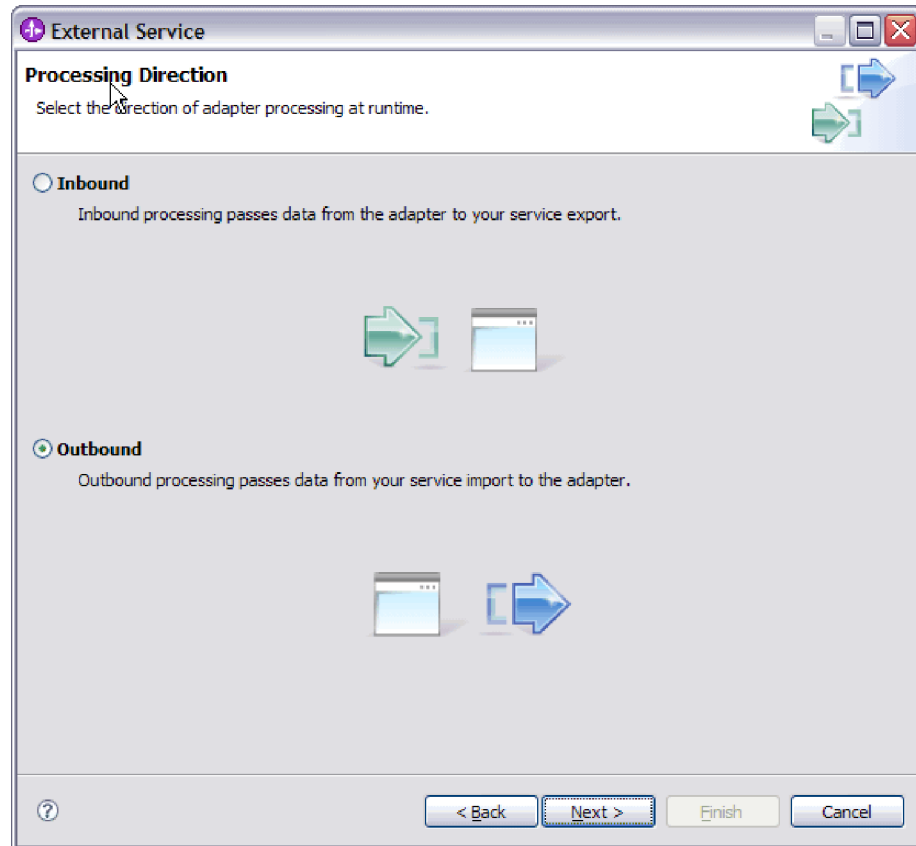 External Service
Processing Direction
Select the direction of adapter processing at runtime.
Inbound
Inbound processing passes data from the adapter to your service export.
Outbound
Outbound processing passes data from your service import to the adapter.
?
< Back
Next >
Finish
Cancel